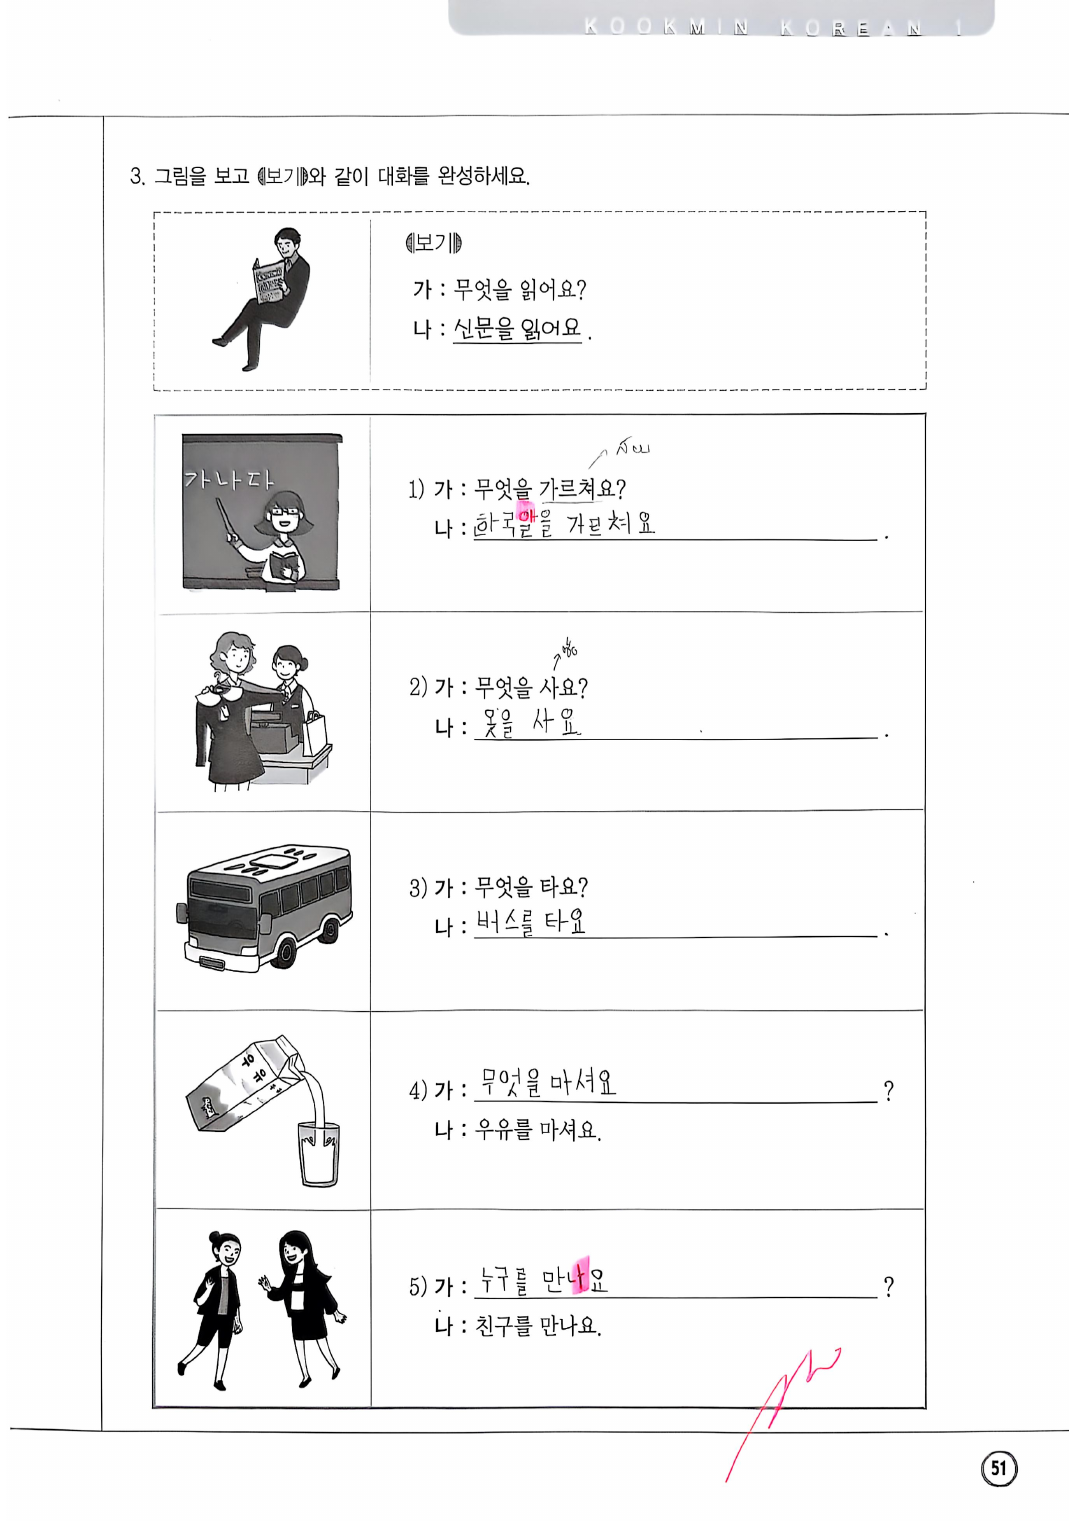 KOOKMIN KOREAN 1
3. 그림을 보고 《보기》와 같이 대화를 완성하세요.
《보기》
가 : 무엇을 읽어요?
나 : 신문을 읽어요.
가나다
1) 가 : 무엇을 가르쳐요?
나 : 한국말을 가르쳐요.
2) 가 : 무엇을 사요?
나 : 옷을 사요.
3) 가 : 무엇을 타요?
나 : 버스를 타요.
우유
4) 가 : 무엇을 마셔요?
나 : 우유를 마셔요.
5) 가 : 누구를 만나요?
나 : 친구를 만나요.
51